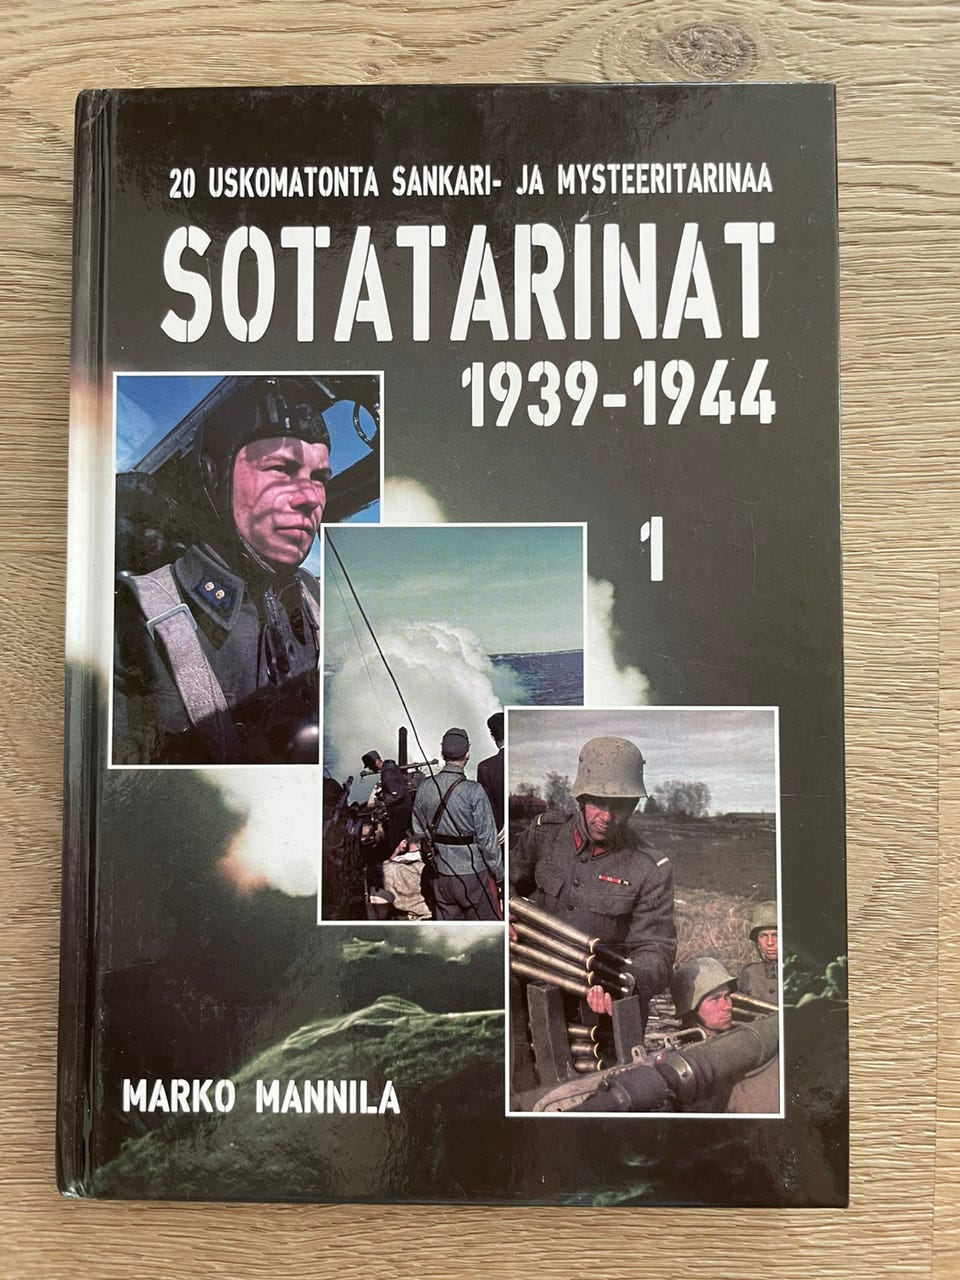 20 USKOMATONTA SANKARI- JA MYSTEERITARINAA
SOTATARINAT
1939-1944
1
MARKO MANNILA